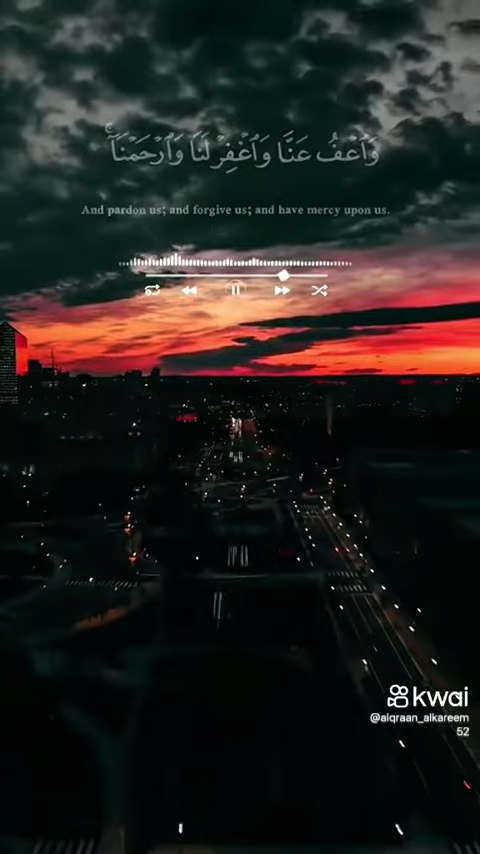 وَٱعْفُ عَنَّا وَٱغْفِرْ لَنَا وَٱرْحَمْنَآ ۚ
And pardon us; and forgive us; and have mercy upon us.
kwai
@alqraan_alkareem
52